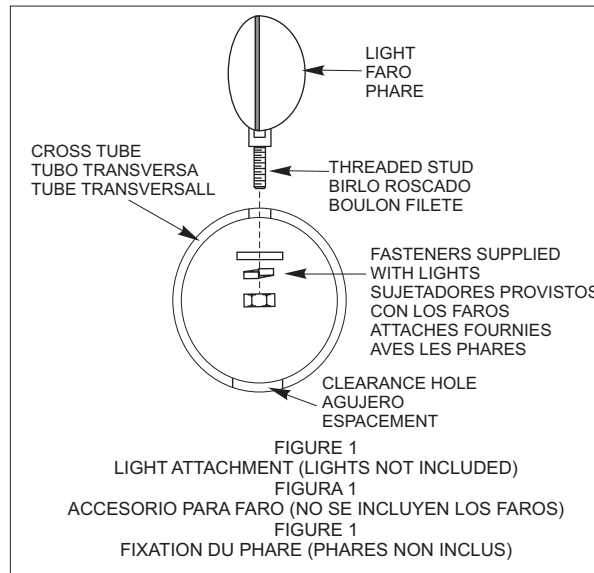 LIGHT
FARO
PHARE
CROSS TUBE
TUBO TRANSVERSA
TUBE TRANSVERSALL
THREADED STUD
BIRLO ROSCADO
BOULON FILETE
FASTENERS SUPPLIED
WITH LIGHTS
SUJETADORES PROVISTOS
CON LOS FAROS
ATTACHES FOURNIES
AVES LES PHARES
CLEARANCE HOLE
AGUJERO
ESPACEMENT
FIGURE 1
LIGHT ATTACHMENT (LIGHTS NOT INCLUDED)
FIGURA 1
ACCESORIO PARA FARO (NO SE INCLUYEN LOS FAROS)
FIGURE 1
FIXATION DU PHARE (PHARES NON INCLUS)